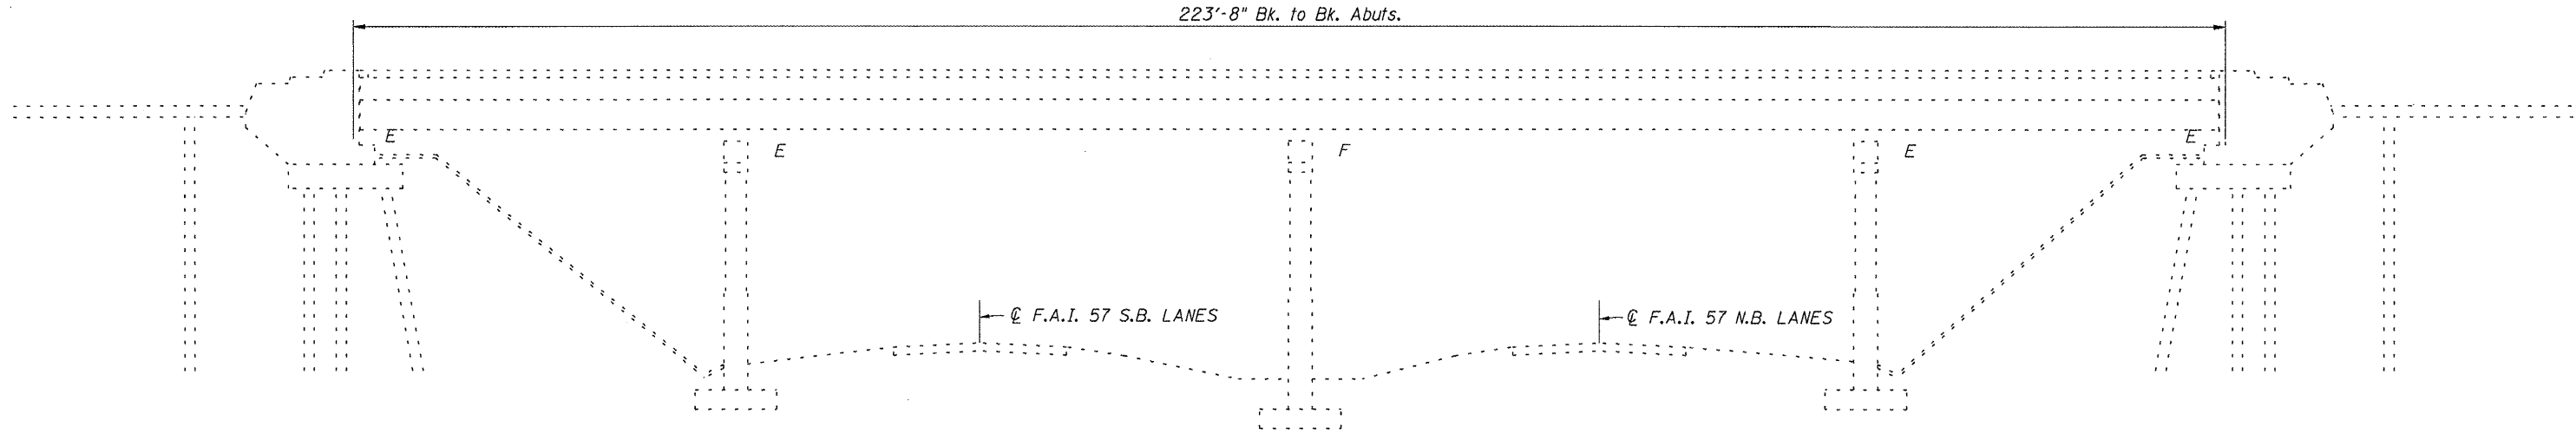 223'-8" Bk. to Bk. Abuts.
E
E
E
F
E
℄ F.A.I. 57 S.B. LANES
℄ F.A.I. 57 N.B. LANES